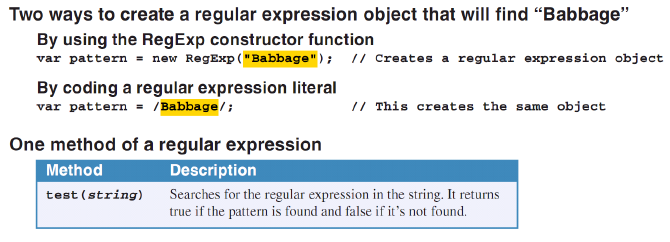 Two ways to create a regular expression object that will find “Babbage”
By using the RegExp constructor function
var pattern = new RegExp("Babbage");  // Creates a regular expression object
By coding a regular expression literal
var pattern = /Babbage/;  // This creates the same object
One method of a regular expression
Method Description
test(string) Searches for the regular expression in the string. It returns
true if the pattern is found and false if it’s not found.